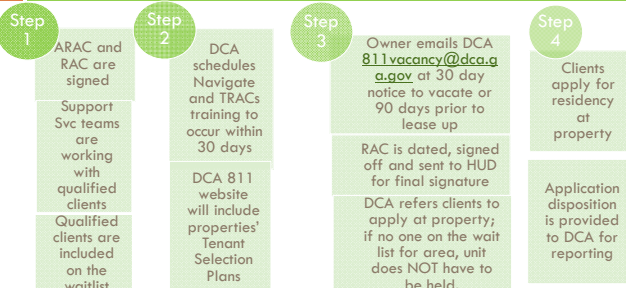 Step
1
ARAC and
RAC are
signed
Support
Svc teams
are
working
with
qualified
clients
Qualified
clients are
included
on the
waitlist
Step
2
DCA
schedules
Navigate
and TRACs
training to
occur within
30 days
DCA 811
website
will include
properties'
Tenant
Selection
Plans
Step
3
Owner emails DCA
811vacancy@dca.g
a.gov at 30 day
notice to vacate or
90 days prior to
lease up
RAC is dated, signed
off and sent to HUD
for final signature
DCA refers clients to
apply at property;
if no one on the wait
list for area, unit
does NOT have to
be held.
Step
4
Clients
apply for
residency
at
property
Application
disposition
is provided
to DCA for
reporting